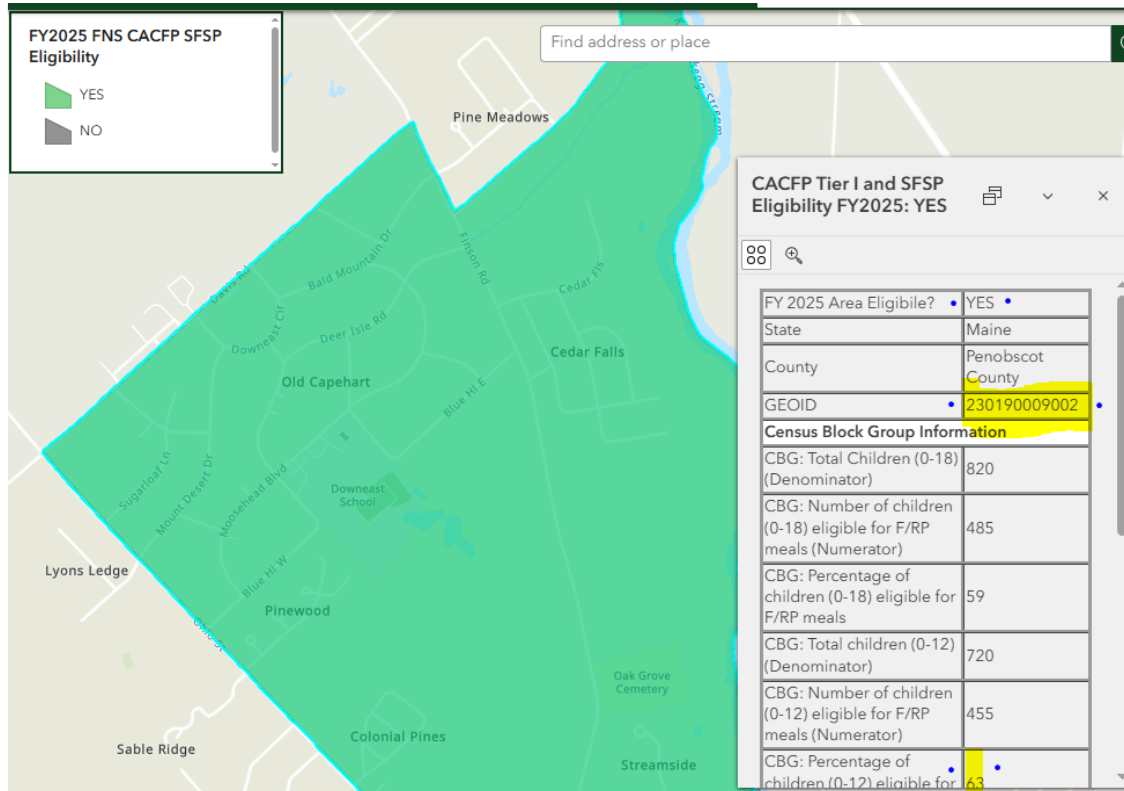 FY2025 FNS CACFP SFSP
Eligibility
YES
NO
Find address or place
Stream
Pine Meadows
Finson Rd
Davis Rd
Bald Mountain Dr
Cedar Fls
Downeast Cir
Deer Isle Rd
Cedar Falls
Old Capehart
Blue Hl E
Sugarloaf Ln
Mount Desert Dr
Moosehead Blvd
Downeast
School
Lyons Ledge
Blue Hl W
Pinewood
Ohio St
Oak Grove
Cemetery
Colonial Pines
Sable Ridge
Streamside
CACFP Tier I and SFSP
Eligibility FY2025: YES
FY 2025 Area Eligibile? YES
State Maine
County Penobscot
County
GEOID 230190009002
Census Block Group Information
CBG: Total Children (0-18)
(Denominator) 820
CBG: Number of children
(0-18) eligible for F/RP 485
meals (Numerator)
CBG: Percentage of
children (0-18) eligible for 59
F/RP meals
CBG: Total children (0-12)
(Denominator) 720
CBG: Number of children
(0-12) eligible for F/RP 455
meals (Numerator)
CBG: Percentage of
children (0-12) eligible for 63